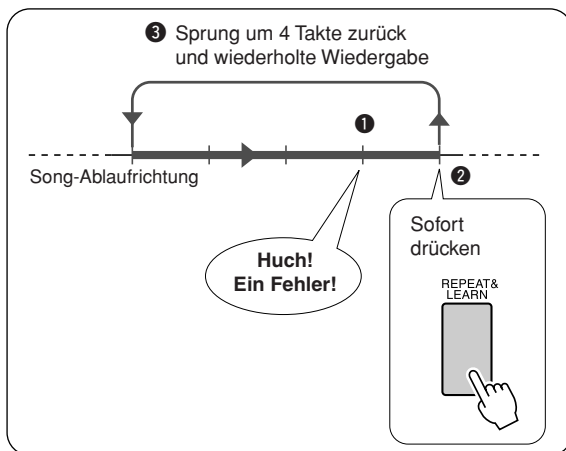 ❸ Sprung um 4 Takte zurück
und wiederholte Wiedergabe
❶
Song-Ablaufrichtung
❷
Huch!
Ein Fehler!
Sofort
drücken
REPEAT&
LEARN